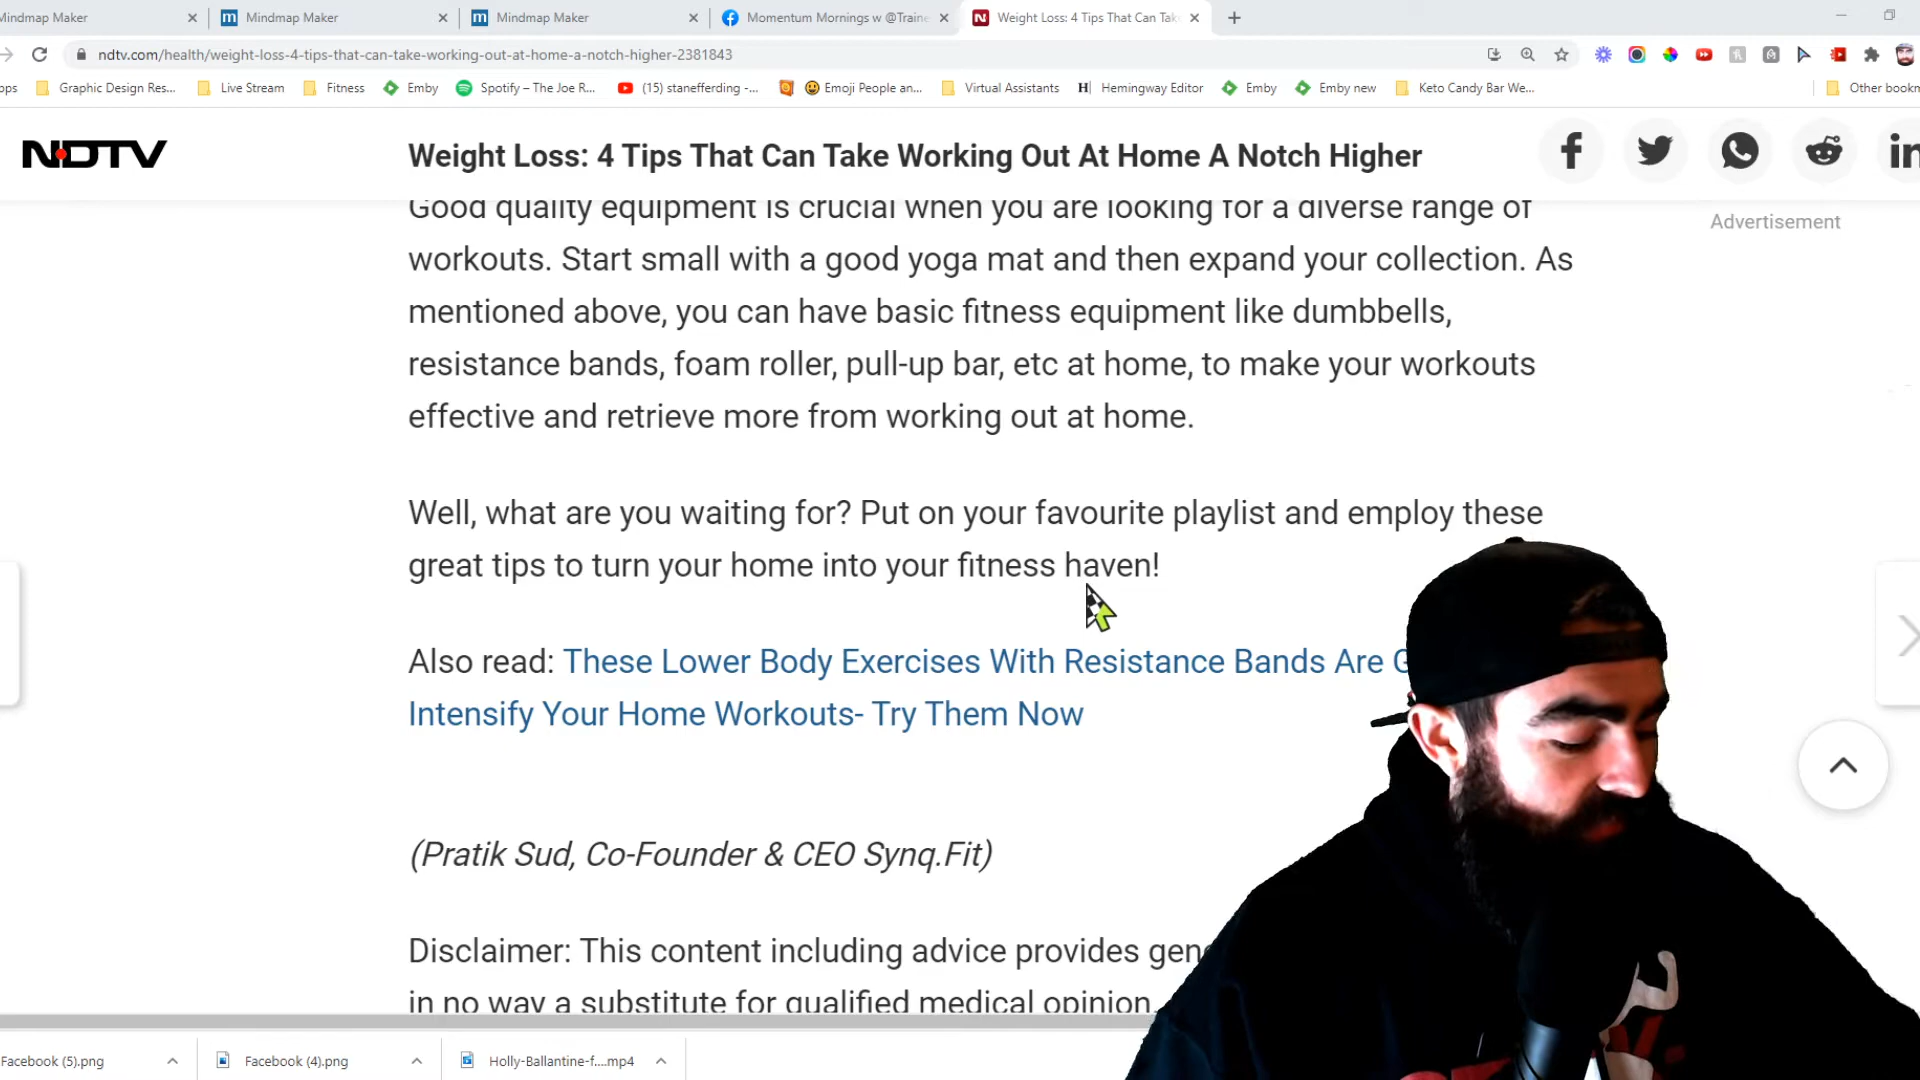 Mindmap Maker
Mindmap Maker
Mindmap Maker
Momentum Mornings w @Traine
Weight Loss: 4 Tips That Can Tak
ndtv.com/health/weight-loss-4-tips-that-can-take-working-out-at-home-a-notch-higher-2381843
Graphic Design Res... Live Stream Fitness Emby Spotify – The Joe R... (15) stanefferding -... Emoji People an... Virtual Assistants H Hemingway Editor Emby Emby new Keto Candy Bar We... Other bookm
NDTV
Weight Loss: 4 Tips That Can Take Working Out At Home A Notch Higher
Good quality equipment is crucial when you are looking for a diverse range of
workouts. Start small with a good yoga mat and then expand your collection. As
mentioned above, you can have basic fitness equipment like dumbbells,
resistance bands, foam roller, pull-up bar, etc at home, to make your workouts
effective and retrieve more from working out at home.
Advertisement
Well, what are you waiting for? Put on your favourite playlist and employ these
great tips to turn your home into your fitness haven!
Also read: These Lower Body Exercises With Resistance Bands Are
Intensify Your Home Workouts- Try Them Now
(Pratik Sud, Co-Founder & CEO Synq.Fit)
Disclaimer: This content including advice provides gen
in no way a substitute for qualified medical opinion.
Facebook (5).png
Facebook (4).png
Holly-Ballantine-f....mp4